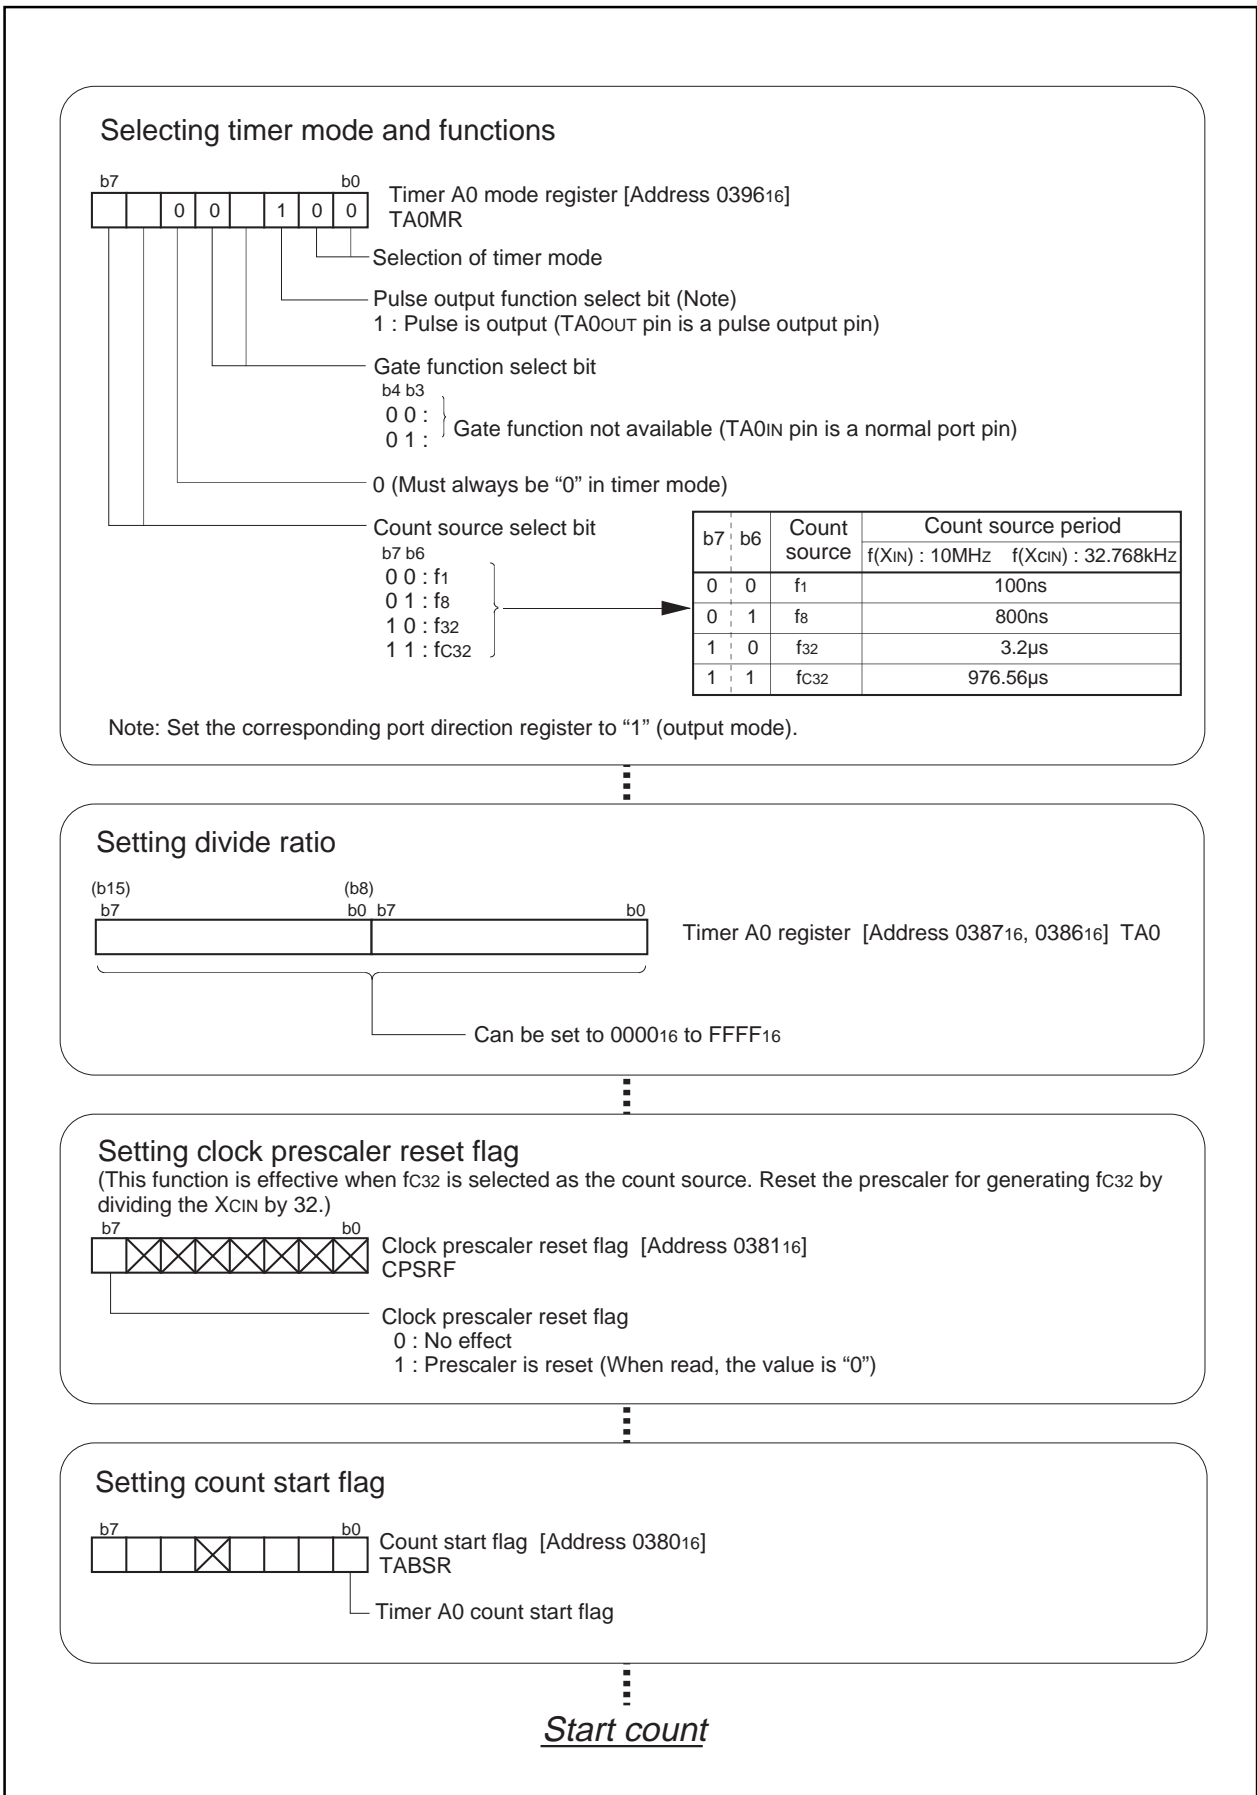 Selecting timer mode and functions
b7 b0
0 0 1 0 0
Timer A0 mode register [Address 039616]
TA0MR
Selection of timer mode
Pulse output function select bit (Note)
1 : Pulse is output (TA0OUT pin is a pulse output pin)
Gate function select bit
b4 b3
0 0 :
0 1 :
Gate function not available (TA0IN pin is a normal port pin)
0 (Must always be “0” in timer mode)
Count source select bit
b7 b6
0 0 : f1
0 1 : f8
1 0 : f32
1 1 : fC32
b7 b6 Count source Count source period
f(XIN) : 10MHz f(XCIN) : 32.768kHz
0 0 f1 100ns
0 1 f8 800ns
1 0 f32 3.2µs
1 1 fC32 976.56µs
Note: Set the corresponding port direction register to “1” (output mode).
Setting divide ratio
(b15) (b8)
b7 b0 b7 b0
Timer A0 register [Address 038716, 038616] TA0
Can be set to 000016 to FFFF16
Setting clock prescaler reset flag
(This function is effective when fC32 is selected as the count source. Reset the prescaler for generating fC32 by
dividing the XCIN by 32.)
b7 b0
Clock prescaler reset flag [Address 038116]
CPSRF
Clock prescaler reset flag
0 : No effect
1 : Prescaler is reset (When read, the value is “0”)
Setting count start flag
b7 b0
Count start flag [Address 038016]
TABSR
Timer A0 count start flag
Start count